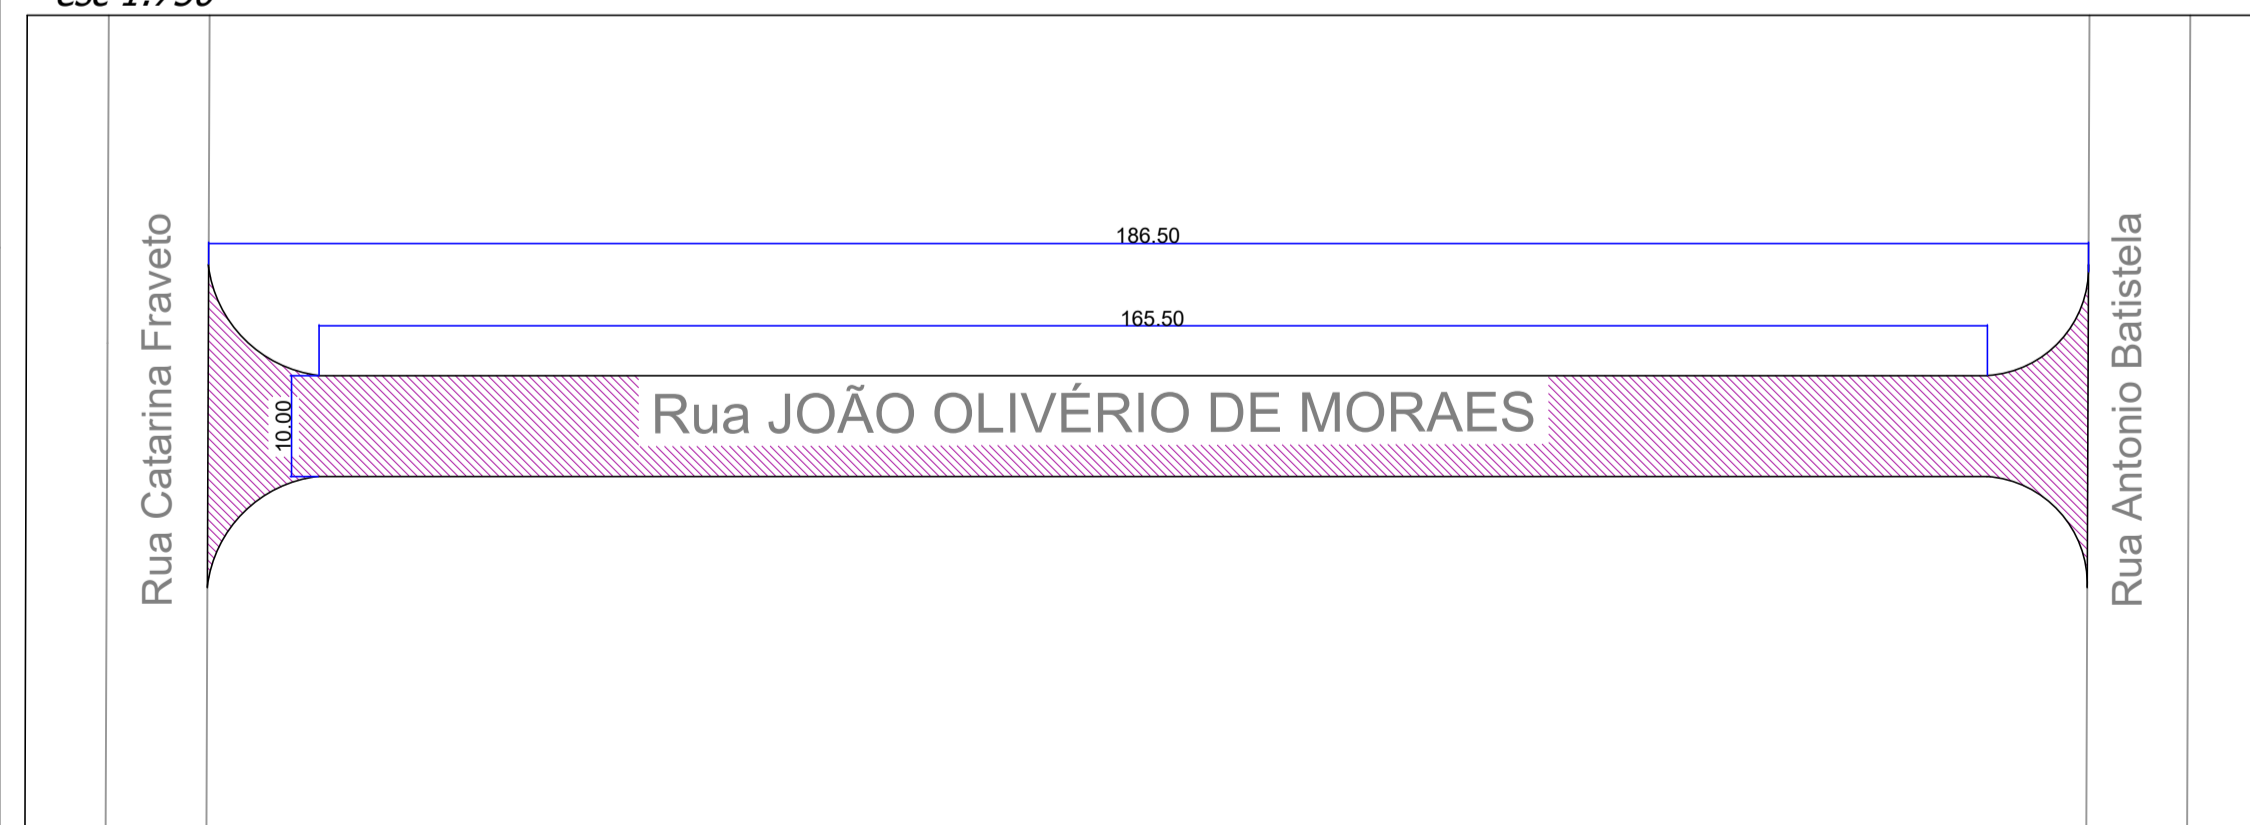 186.50
165.50
10.00
Rua JOÃO OLIVÉRIO DE MORAES
Rua Catarina Fraveto
Rua Antonio Batistela